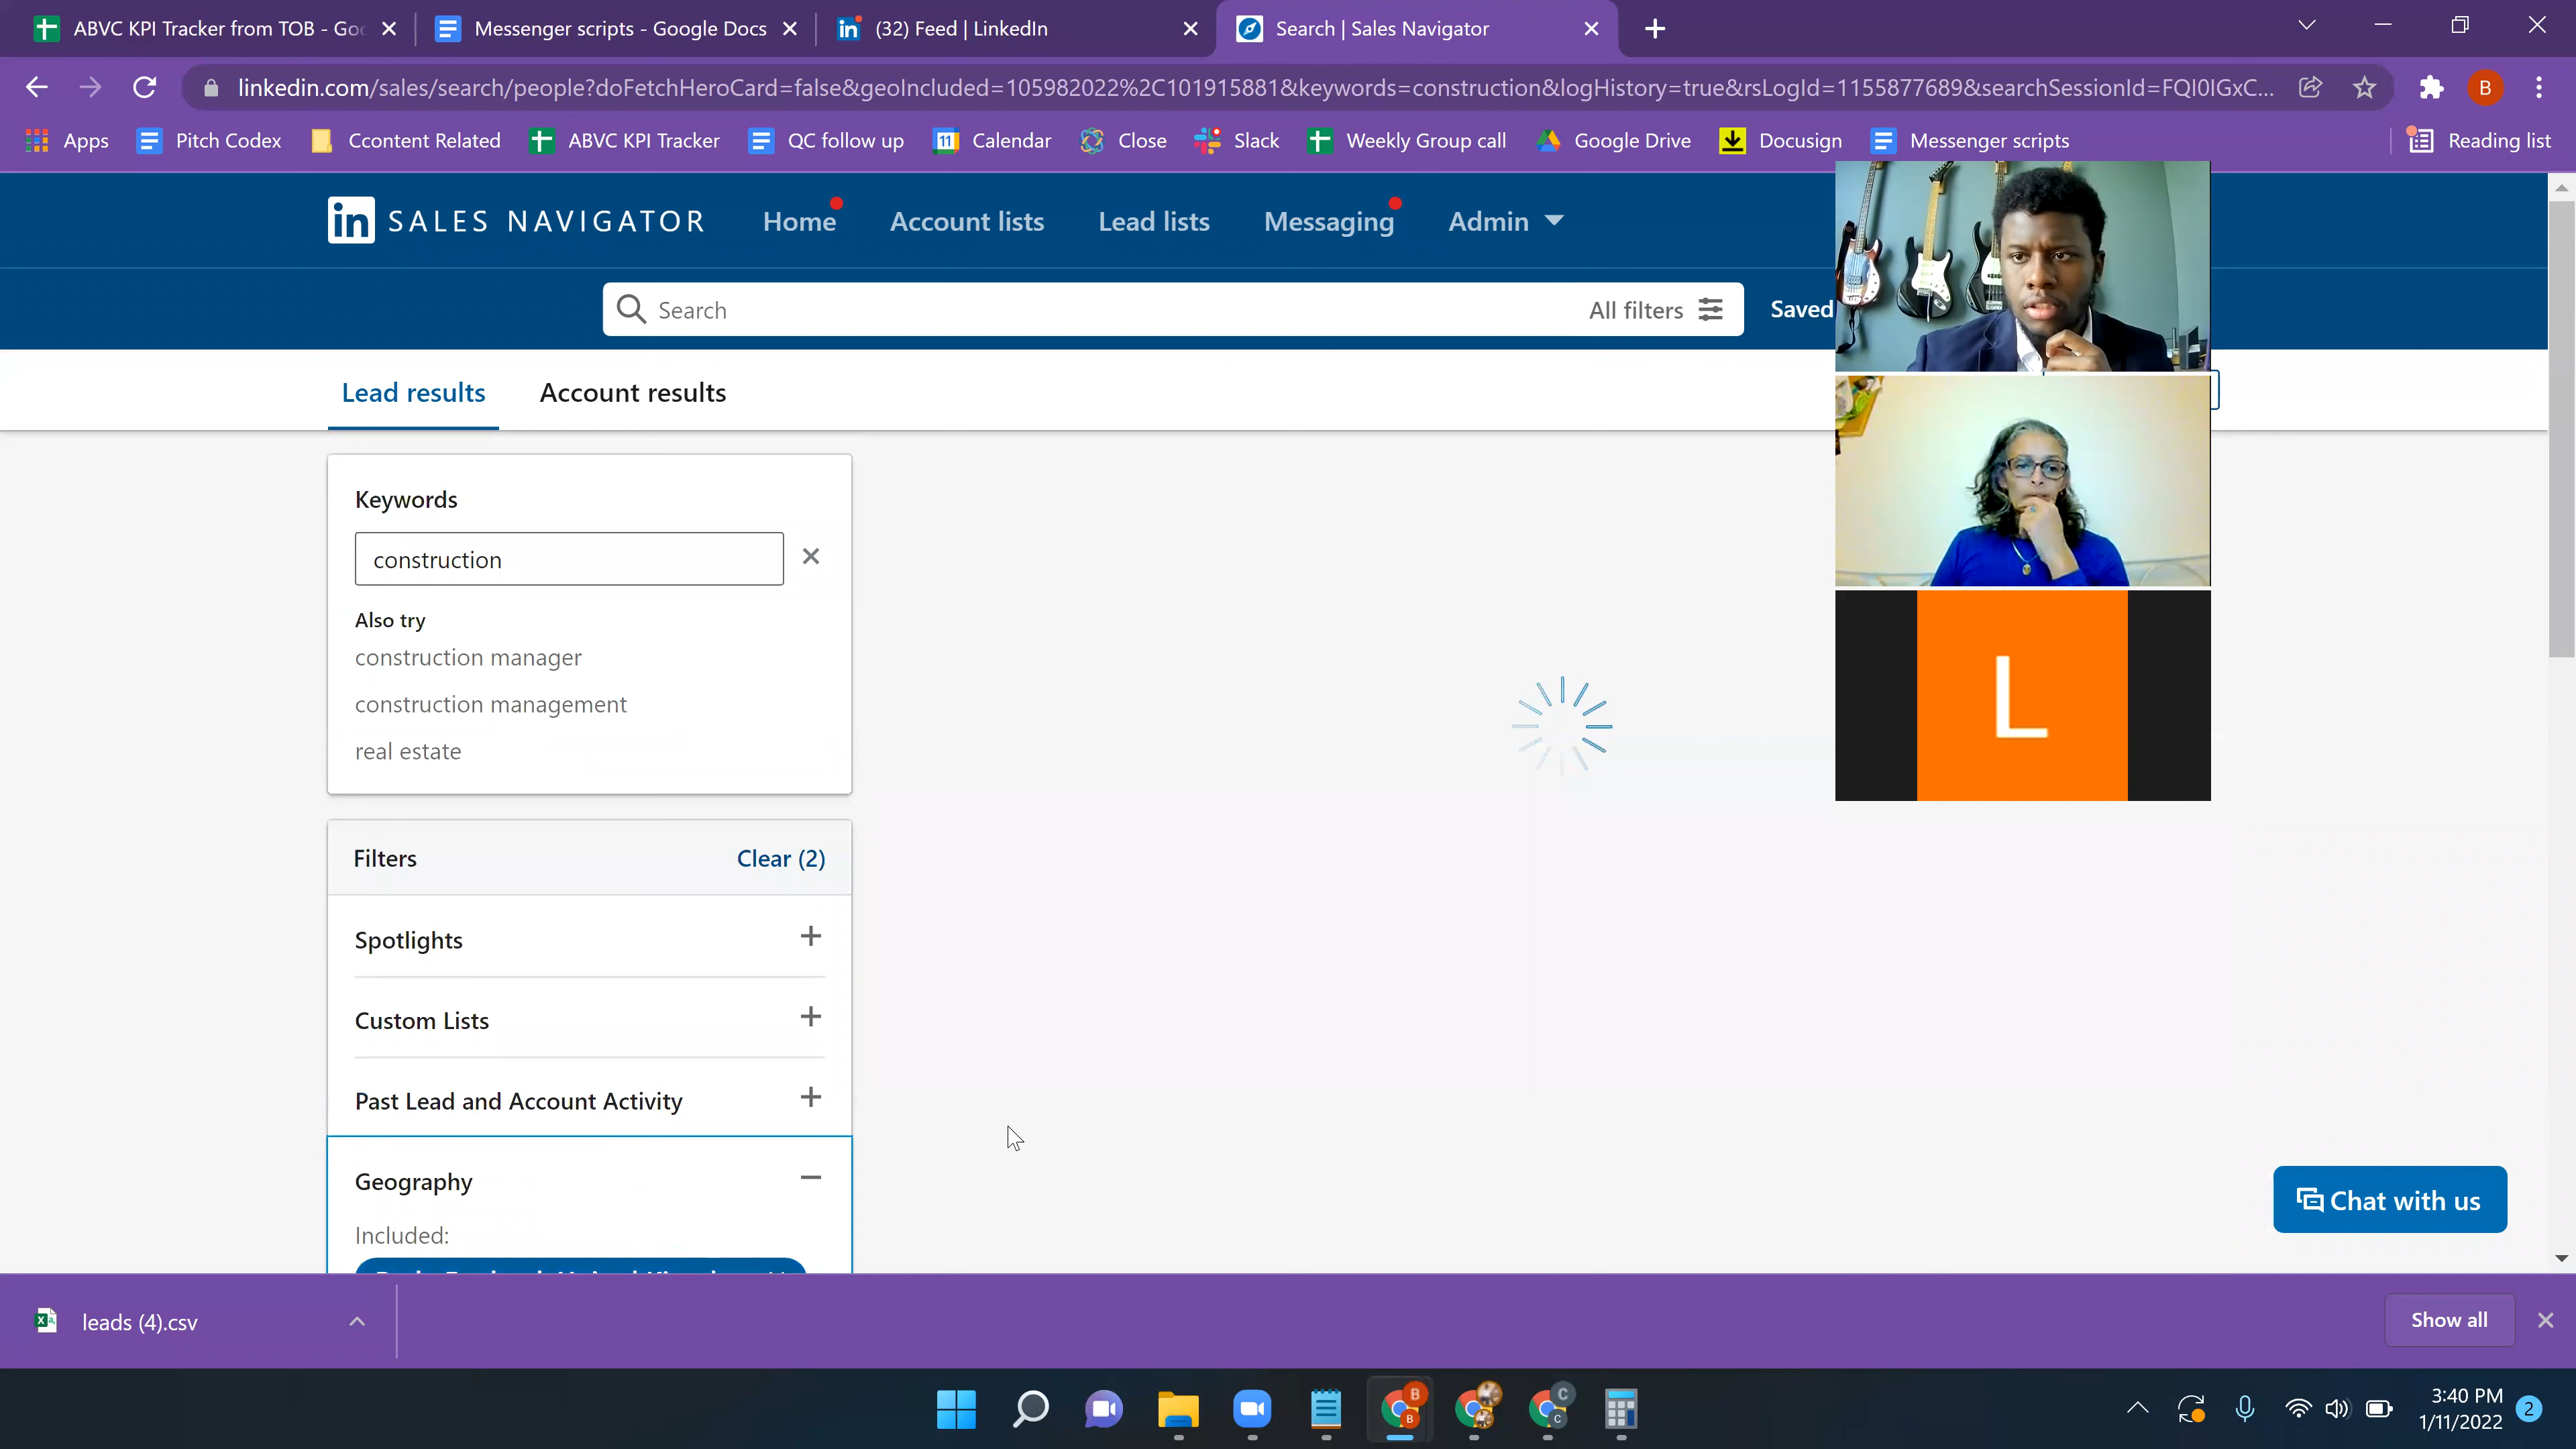 ABVC KPI Tracker from TOB - Goo
Messenger scripts - Google Docs
(32) Feed | LinkedIn
Search | Sales Navigator
linkedin.com/sales/search/people?doFetchHeroCard=false&geoIncluded=105982022%2C101915881&keywords=construction&logHistory=true&rsLogId=1155877689&searchSessionId=FQI0IGxC...
B
Apps
Pitch Codex
Ccontent Related
ABVC KPI Tracker
QC follow up
11
Calendar
Close
Slack
Weekly Group call
Google Drive
Docusign
Messenger scripts
Reading list
in SALES NAVIGATOR
Home
Account lists
Lead lists
Messaging
Admin
Search
All filters
Saved
Lead results
Account results
Keywords
construction
Also try
construction manager
construction management
real estate
L
Filters
Clear (2)
Spotlights
Custom Lists
Past Lead and Account Activity
Geography
Included:
Chat with us
leads (4).csv
Show all
3:40 PM
1/11/2022
2